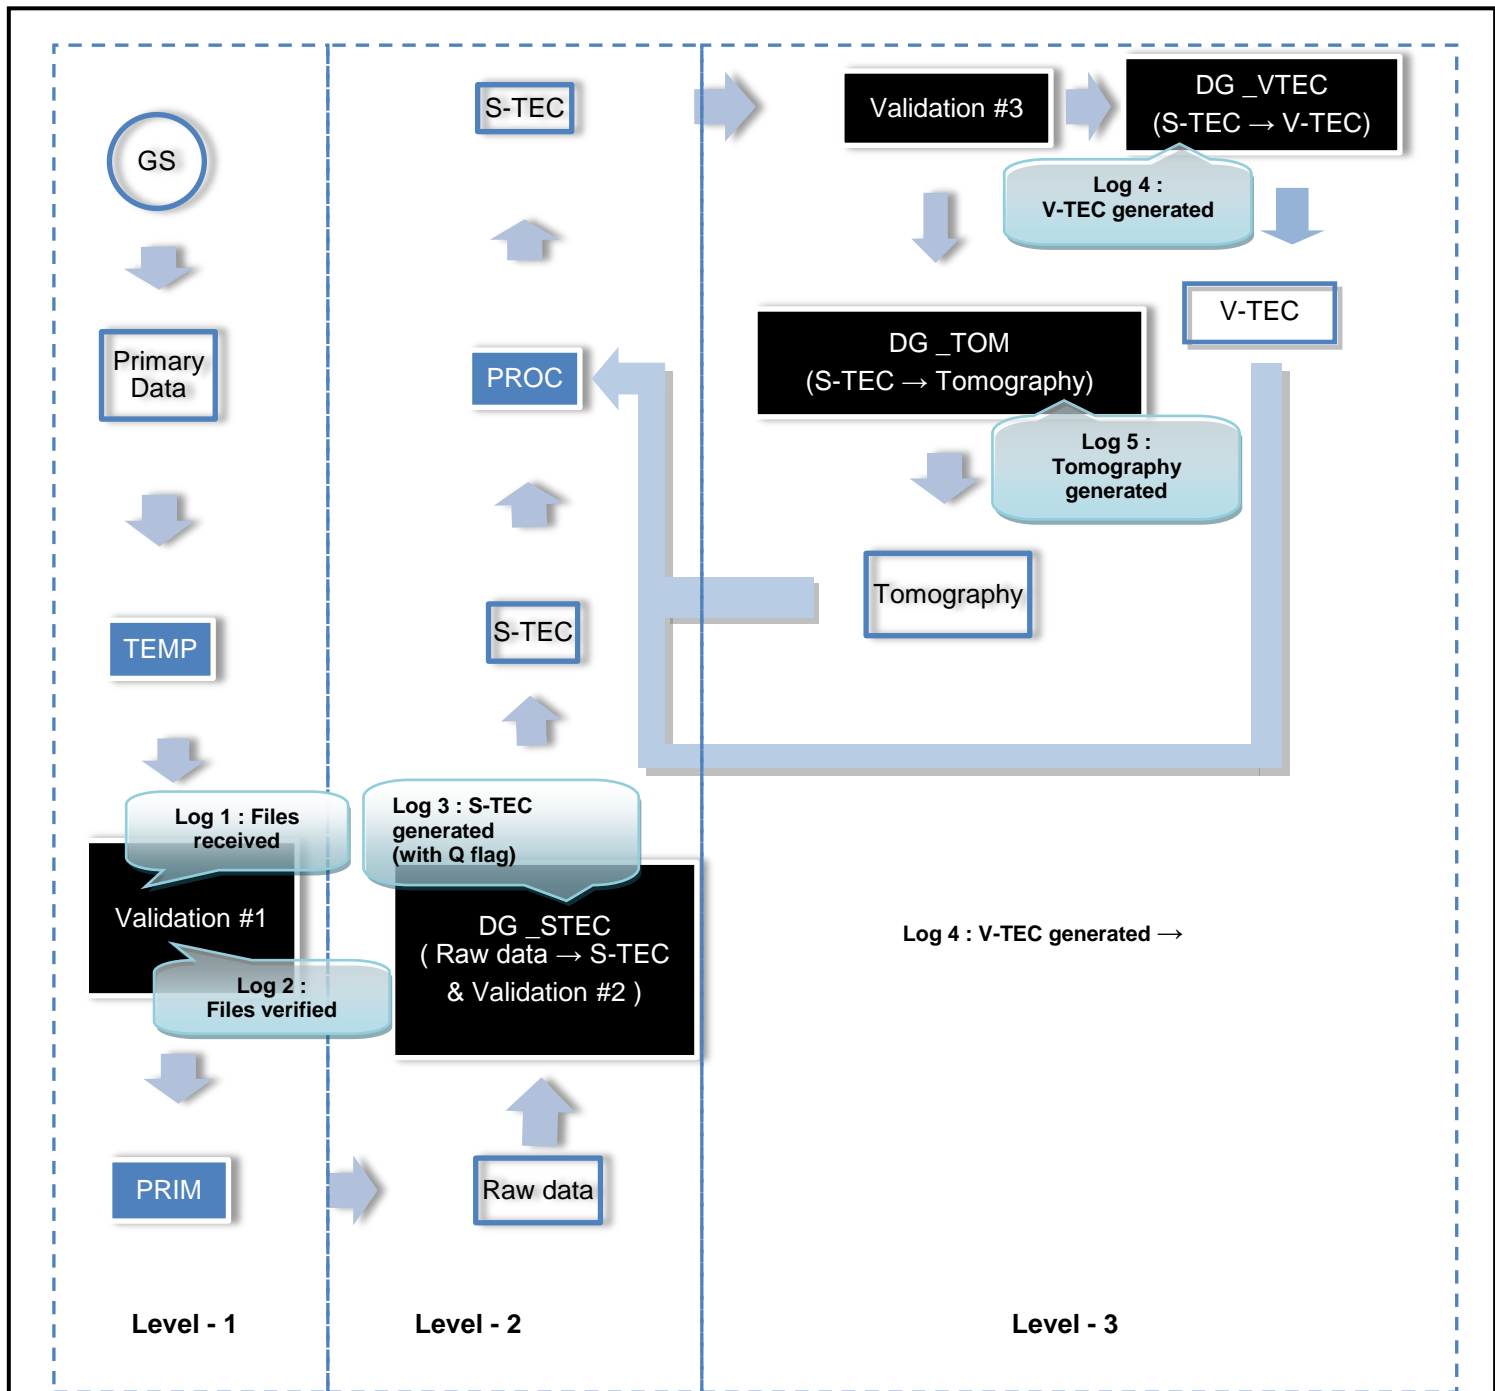 GS
Primary
Data
TEMP
Log 1 : Files
received
Validation #1
Log 2 :
Files verified
PRIM
Level - 1
S-TEC
PROC
S-TEC
Log 3 : S-TEC
generated
(with Q flag)
DG _STEC
( Raw data → S-TEC
& Validation #2 )
Raw data
Level - 2
Validation #3
DG _VTEC
(S-TEC → V-TEC)
Log 4 :
V-TEC generated
V-TEC
DG _TOM
(S-TEC → Tomography)
Log 5 :
Tomography
generated
Tomography
Log 4 : V-TEC generated →
Level - 3